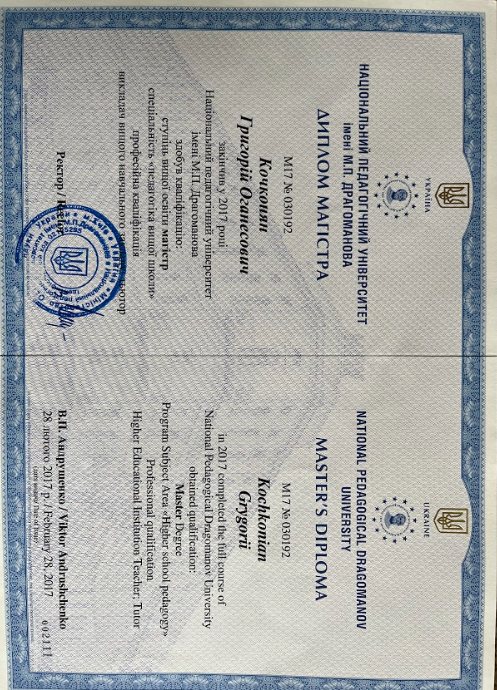 УКРАЇНА
НАЦІОНАЛЬНИЙ ПЕДАГОГІЧНИЙ УНІВЕРСИТЕТ
імені М.П. ДРАГОМАНОВА
ДИПЛОМ МАГІСТРА
М17 № 030192
Кочконян
Григорій Оганесович
закінчив у 2017 році
Національний педагогічний університет
імені М.П. Драгоманова
здобув кваліфікацію:
ступінь вищої освіти магістр
спеціальність «педагогіка вищої школи»
професійна кваліфікація
викладач вищого навчального
Ректор / Rector
UKRAINE
NATIONAL PEDAGOGICAL DRAGOMANOV
UNIVERSITY
MASTER'S DIPLOMA
M17 № 030192
Kochkonian
Grygorii
in 2017 completed the full course of
National Pedagogical Dragomanov University
obtained qualification:
Master Degree
Program Subject Area «Higher school pedagogy»
Professional qualification
Higher Educational Institution Teacher; Tutor
В.П. Андрущенко / Viktor Andrushchenko
28 лютого 2017 р. / February 28, 2017
002111